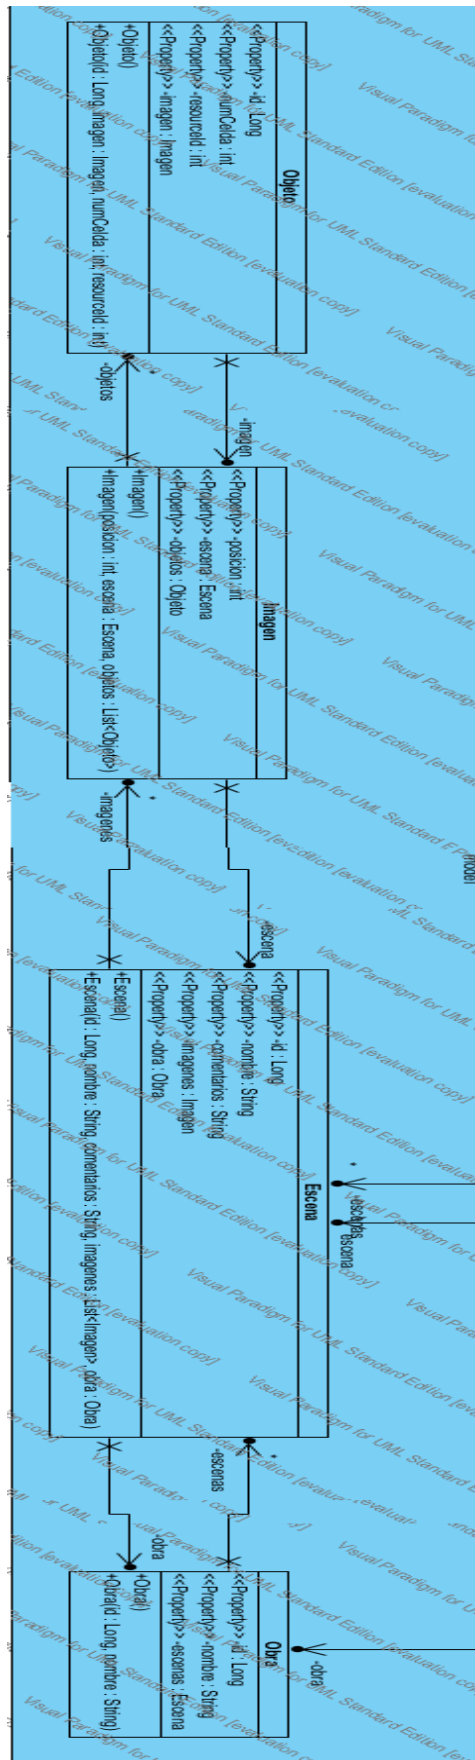 model
Objeto
<<Property>> -id : Long
<<Property>> -numCelda : int
<<Property>> -resourceId : int
<<Property>> -imagen : Imagen
+Objeto()
+Objeto(id : Long, imagen : Imagen, numCelda : int, resourceId : int)
-imagen
*
-objetos
Imagen
<<Property>> -posicion : int
<<Property>> -escena : Escena
<<Property>> -objetos : Objeto
+Imagen()
+Imagen(posicion : int, escena : Escena, objetos : List<Objeto>)
-escena
*
-imagenes
Escena
<<Property>> -id : Long
<<Property>> -nombre : String
<<Property>> -comentarios : String
<<Property>> -imagenes : Imagen
<<Property>> -obra : Obra
+Escena()
+Escena(id : Long, nombre : String, comentarios : String, imagenes : List<Imagen>, obra : Obra)
*
-escenas
escena
*
-escenas
-obra
Obra
<<Property>> -id : Long
<<Property>> -nombre : String
<<Property>> -escenas : Escena
+Obra()
+Obra(id : Long, nombre : String)
-obra
Visual Paradigm for UML Standard Edition [evaluation copy]